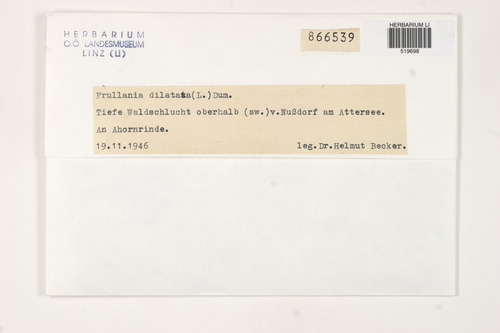 HERBARIUM
O.Ö. LANDESMUSEUM
LINZ (LI)
866539
HERBARIUM LI
519698
Frullania dilatata(L.)Dum.
Tiefe Waldschlucht oberhalb (sw.)v.Nußdorf am Attersee.
An Ahornrinde.
19.11.1946 leg.Dr.Helmut Becker.